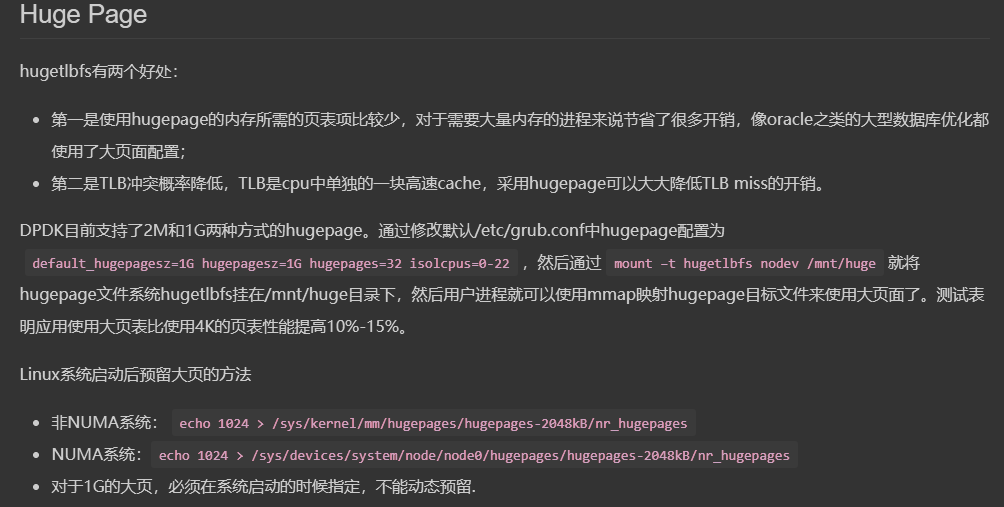 Huge Page
hugetlbfs有两个好处：
第一是使用hugepage的内存所需的页表项比较少，对于需要大量内存的进程来说节省了很多开销，像oracle之类的大型数据库优化都
使用了大页面配置；
第二是TLB冲突概率降低，TLB是cpu中单独的一块高速cache，采用hugepage可以大大降低TLB miss的开销。
DPDK目前支持了2M和1G两种方式的hugepage。通过修改默认/etc/grub.conf中hugepage配置为
default_hugepagesz=1G hugepagesz=1G hugepages=32 isolcpus=0-22 ，然后通过 mount -t hugetlbfs nodev /mnt/huge 就将
hugepage文件系统hugetlbfs挂在/mnt/huge目录下，然后用户进程就可以使用mmap映射hugepage目标文件来使用大页面了。测试表
明应用使用大页表比使用4K的页表性能提高10%-15%。
Linux系统启动后预留大页的方法
非NUMA系统： echo 1024 > /sys/kernel/mm/hugepages/hugepages-2048kB/nr_hugepages
NUMA系统：echo 1024 > /sys/devices/system/node/node0/hugepages/hugepages-2048kB/nr_hugepages
对于1G的大页，必须在系统启动的时候指定，不能动态预留.